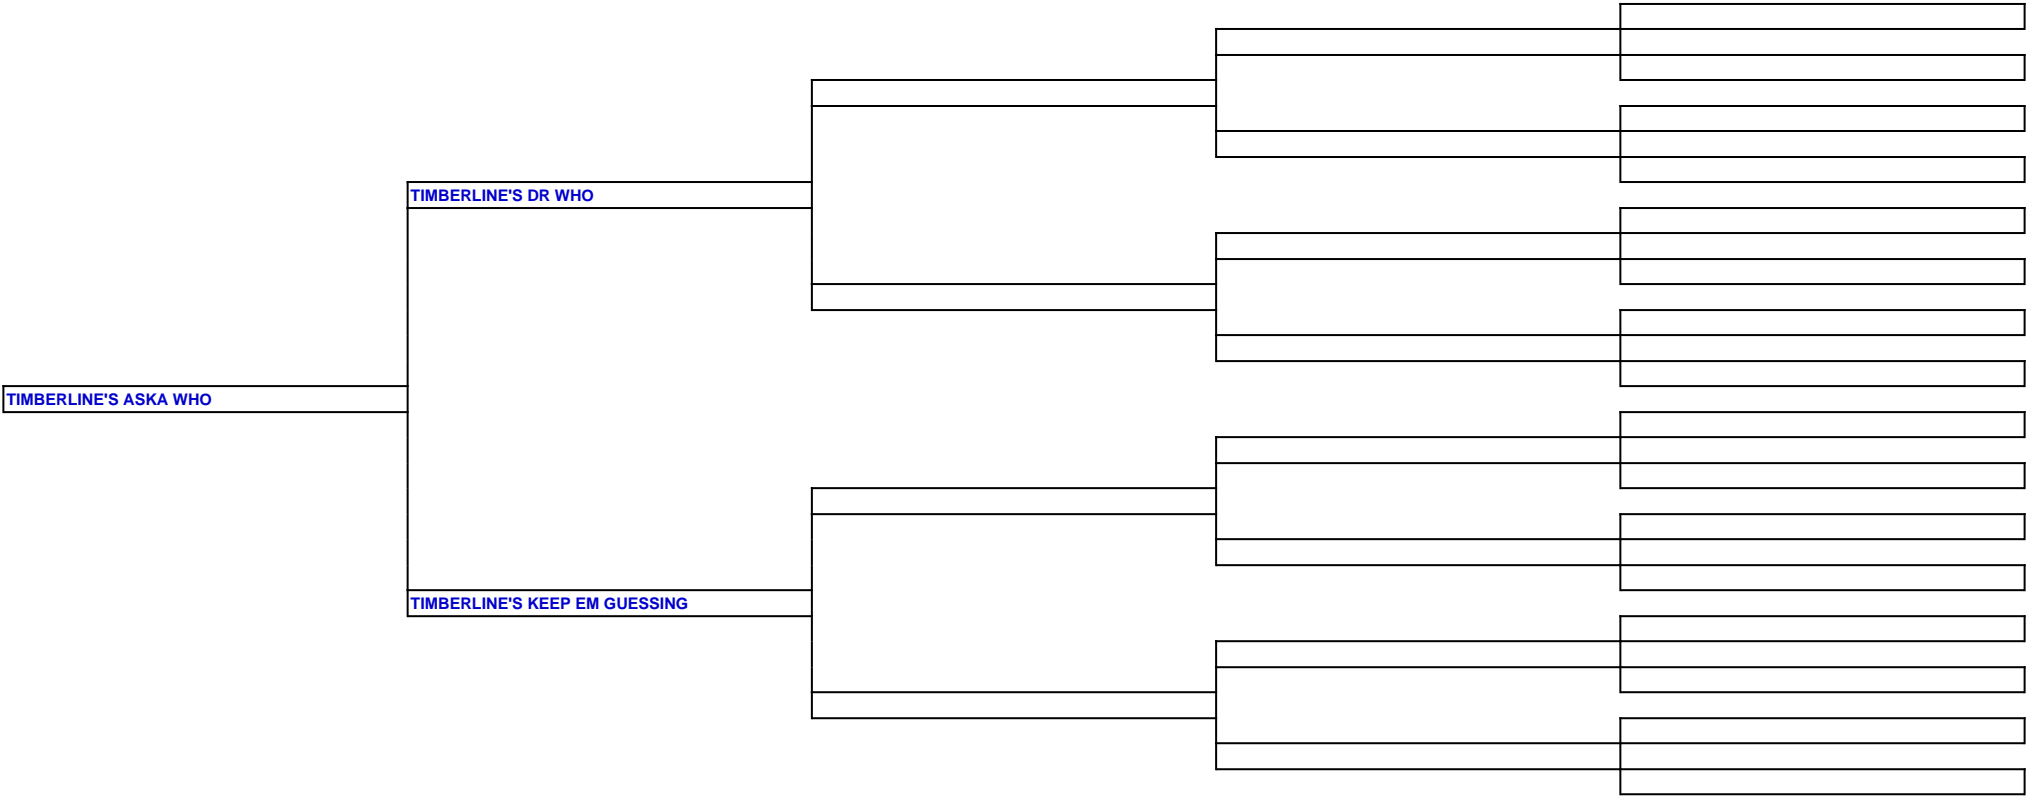 TIMBERLINE'S DR WHO
TIMBERLINE'S ASKA WHO
TIMBERLINE'S KEEP EM GUESSING